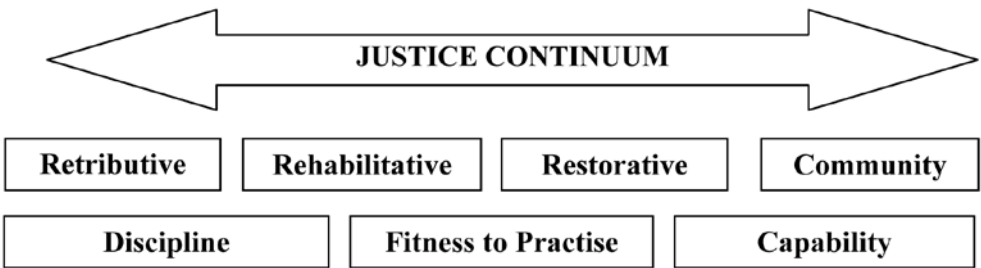 JUSTICE CONTINUUM
Retributive Rehabilitative Restorative Community
Discipline Fitness to Practise Capability